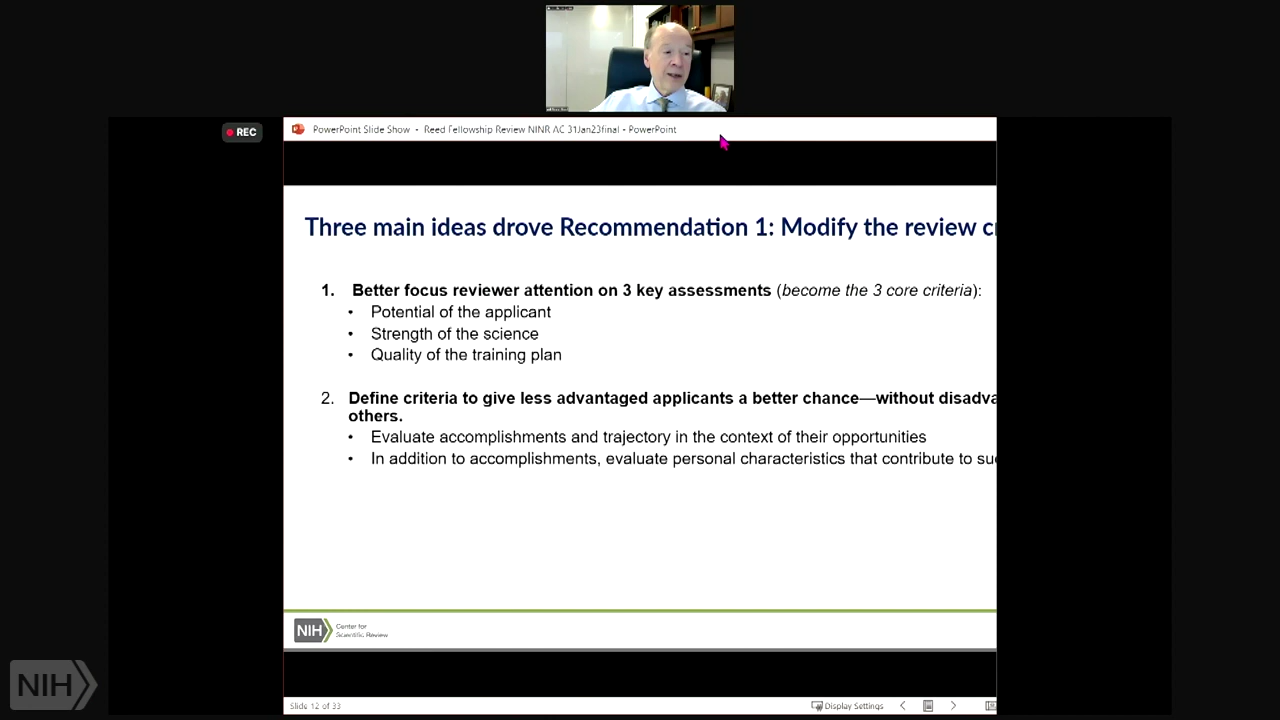 REC
PowerPoint Slide Show - Reed Fellowship Review NINR AC 31Jan23final - PowerPoint
Three main ideas drove Recommendation 1: Modify the review
1. Better focus reviewer attention on 3 key assessments (become the 3 core criteria):
• Potential of the applicant
• Strength of the science
• Quality of the training plan
2. Define criteria to give less advantaged applicants a better chance—without
others.
• Evaluate accomplishments and trajectory in the context of their opportunities
• In addition to accomplishments, evaluate personal characteristics that contribute to
NIH
Center for
Scientific Review
NIH
Slide 12 of 33
Display Settings